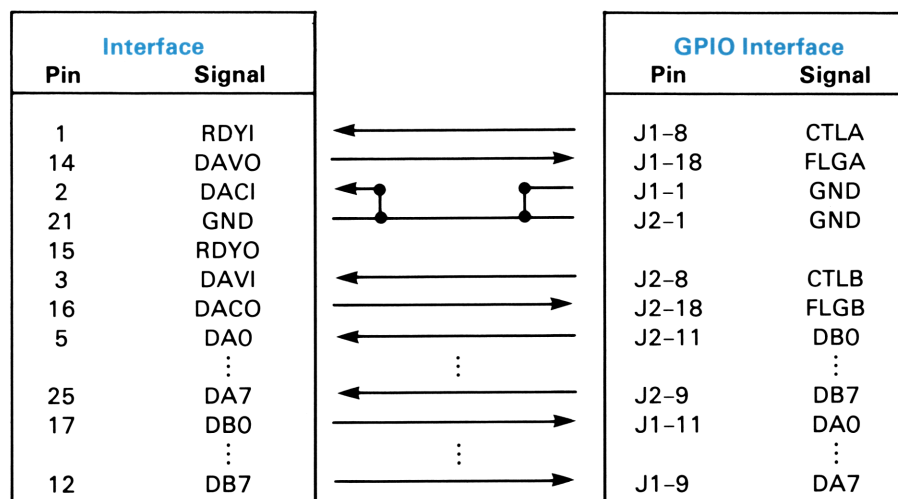 Interface GPIO Interface
Pin Signal Pin Signal
1 RDYI J1-8 CTLA
14 DAVO J1-18 FLGA
2 DACI J1-1 GND
21 GND J2-1 GND
15 RDYO
3 DAVI J2-8 CTLB
16 DACO J2-18 FLGB
5 DA0 J2-11 DB0
25 DA7 J2-9 DB7
17 DB0 J1-11 DA0
12 DB7 J1-9 DA7